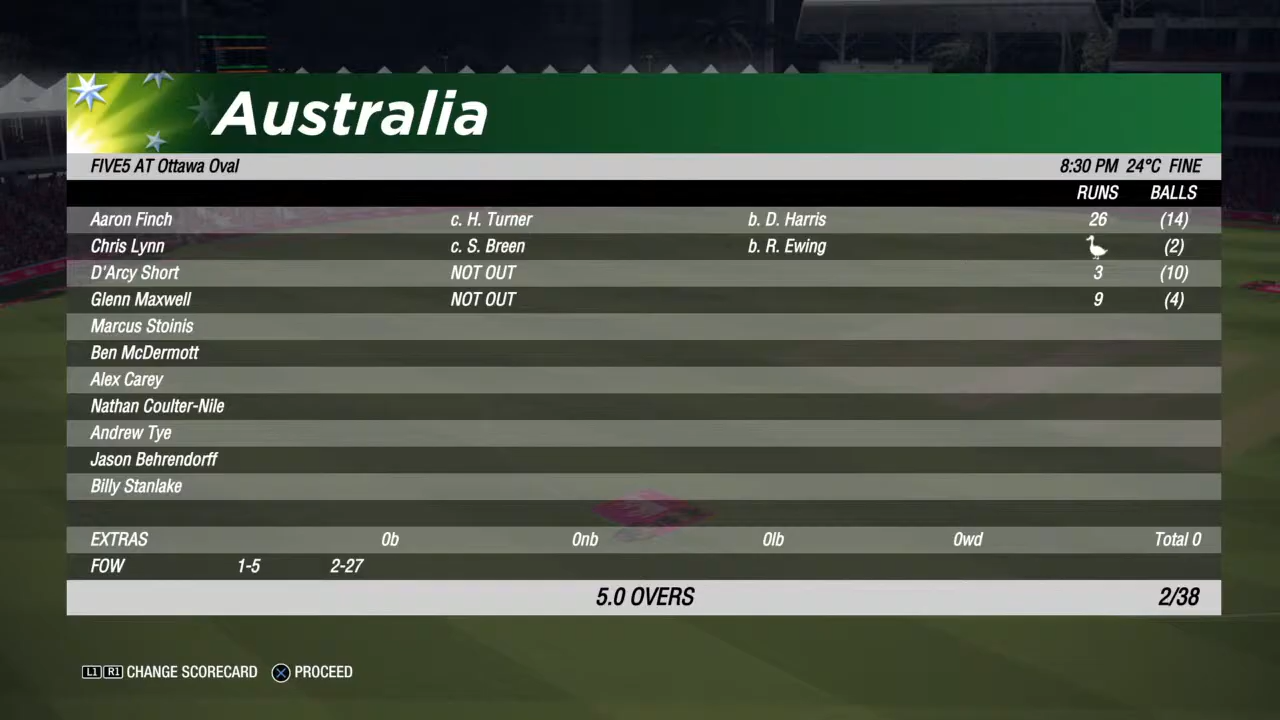 Australia
FIVE5 AT Ottawa Oval 8:30 PM 24°C FINE
RUNS BALLS
Aaron Finch c. H. Turner b. D. Harris 26 (14)
Chris Lynn c. S. Breen b. R. Ewing (2)
D'Arcy Short NOT OUT 3 (10)
Glenn Maxwell NOT OUT 9 (4)
Marcus Stoinis
Ben McDermott
Alex Carey
Nathan Coulter-Nile
Andrew Tye
Jason Behrendorff
Billy Stanlake
EXTRAS 0b 0nb 0lb 0wd Total 0
FOW 1-5 2-27
5.0 OVERS 2/38
L1 R1 CHANGE SCORECARD PROCEED